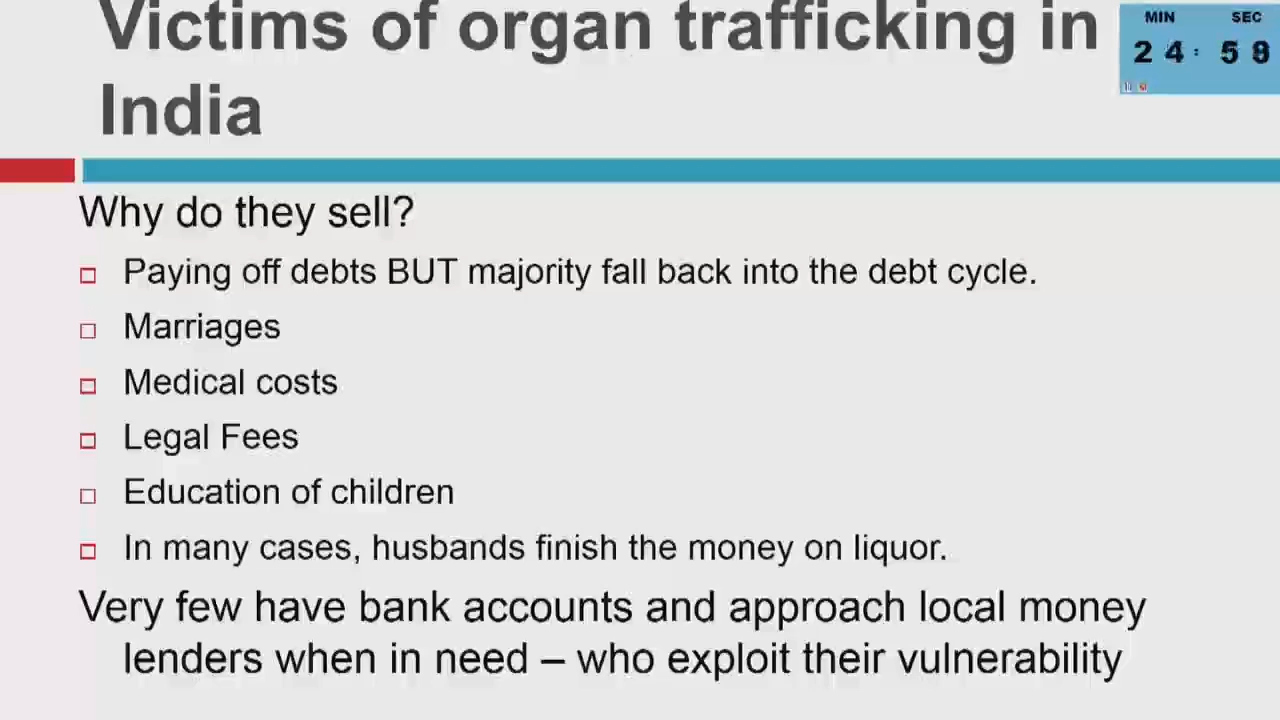 Victims of organ trafficking in
India
MIN SEC
24:59
Why do they sell?
Paying off debts BUT majority fall back into the debt cycle.
Marriages
Medical costs
Legal Fees
Education of children
In many cases, husbands finish the money on liquor.
Very few have bank accounts and approach local money
lenders when in need – who exploit their vulnerability